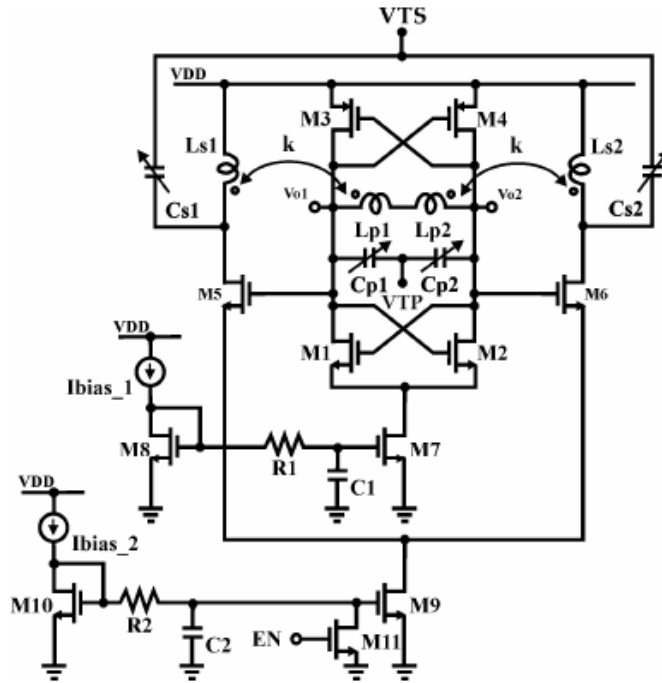 VTS
VDD
M3
M4
Ls1
k
k
Ls2
Vo1
Vo2
Cs1
Lp1
Lp2
Cs2
Cp1
Cp2
M5
VTP
M6
VDD
M1
M2
Ibias_1
M8
R1
M7
C1
VDD
Ibias_2
M10
R2
M9
C2
EN
M11